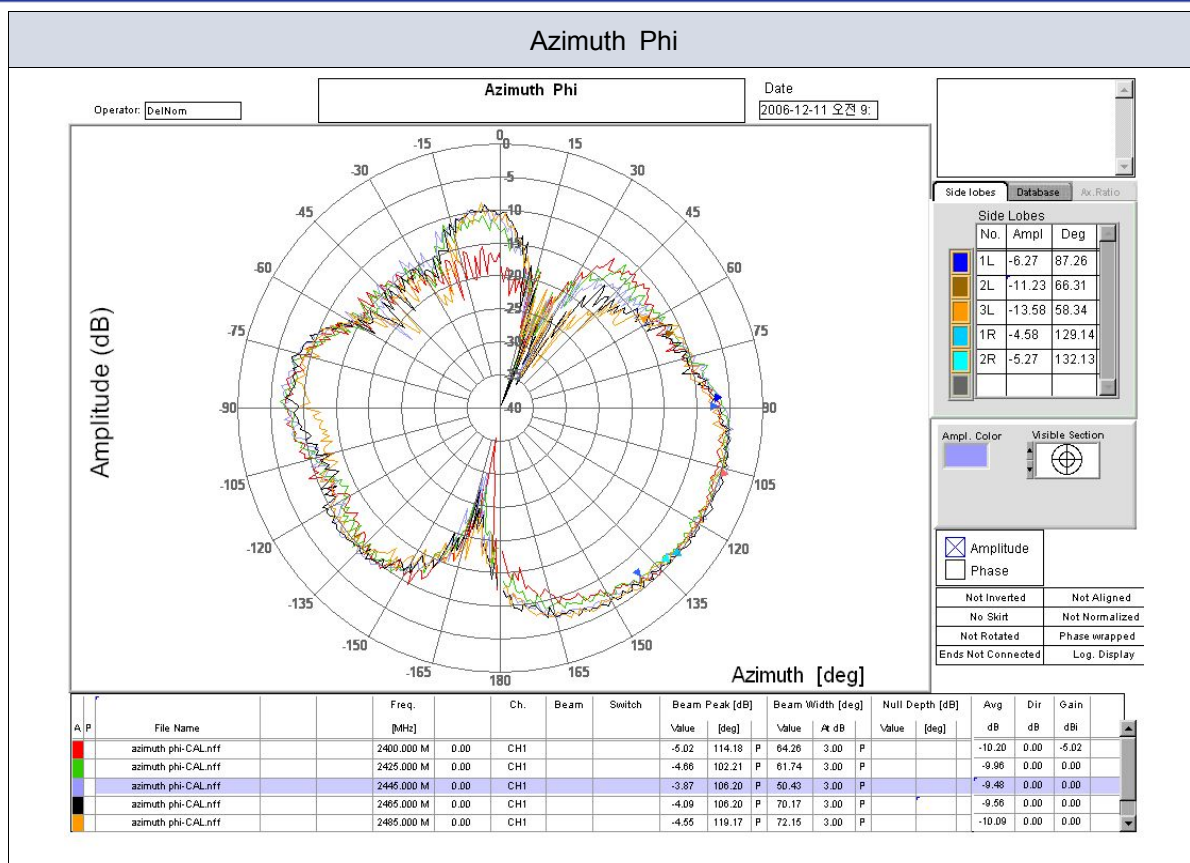 Azimuth Phi
Azimuth Phi
Operator: DelNom
Date
2006-12-11 오전 9:
0
15
30
45
60
75
90
105
120
135
150
180
-165
-150
-135
-120
-105
-90
-75
-60
-45
-30
-15
-0
-5
-10
-15
-20
-25
-30
-35
-40
Amplitude (dB)
Azimuth [deg]
Side lobes Database Ax.Ratio
Side Lobes
No. Ampl Deg
1L -6.27 87.26
2L -11.23 66.31
3L -13.58 58.34
1R -4.58 129.14
2R -5.27 132.13
Ampl. Color Visible Section
Amplitude
Phase
Not Inverted Not Aligned
No Skirt Not Normalized
Not Rotated Phase wrapped
Ends Not Connected Log. Display
Freq. Ch. Beam Switch Beam Peak [dB] Beam Width [deg] Null Depth [dB] Avg Dir Gain
A P File Name [MHz] Value [deg] Value At dB Value [deg] dB dB dBi
azimuth phi-CAL.nff 2400.000 M 0.00 CH1 -5.02 114.18 P 64.26 3.00 P -10.20 0.00 -5.02
azimuth phi-CAL.nff 2425.000 M 0.00 CH1 -4.66 102.21 P 61.74 3.00 P -9.96 0.00 0.00
azimuth phi-CAL.nff 2445.000 M 0.00 CH1 -3.87 106.20 P 50.43 3.00 P -9.48 0.00 0.00
azimuth phi-CAL.nff 2465.000 M 0.00 CH1 -4.09 106.20 P 70.17 3.00 P -9.56 0.00 0.00
azimuth phi-CAL.nff 2485.000 M 0.00 CH1 -4.55 119.17 P 72.15 3.00 P -10.09 0.00 0.00